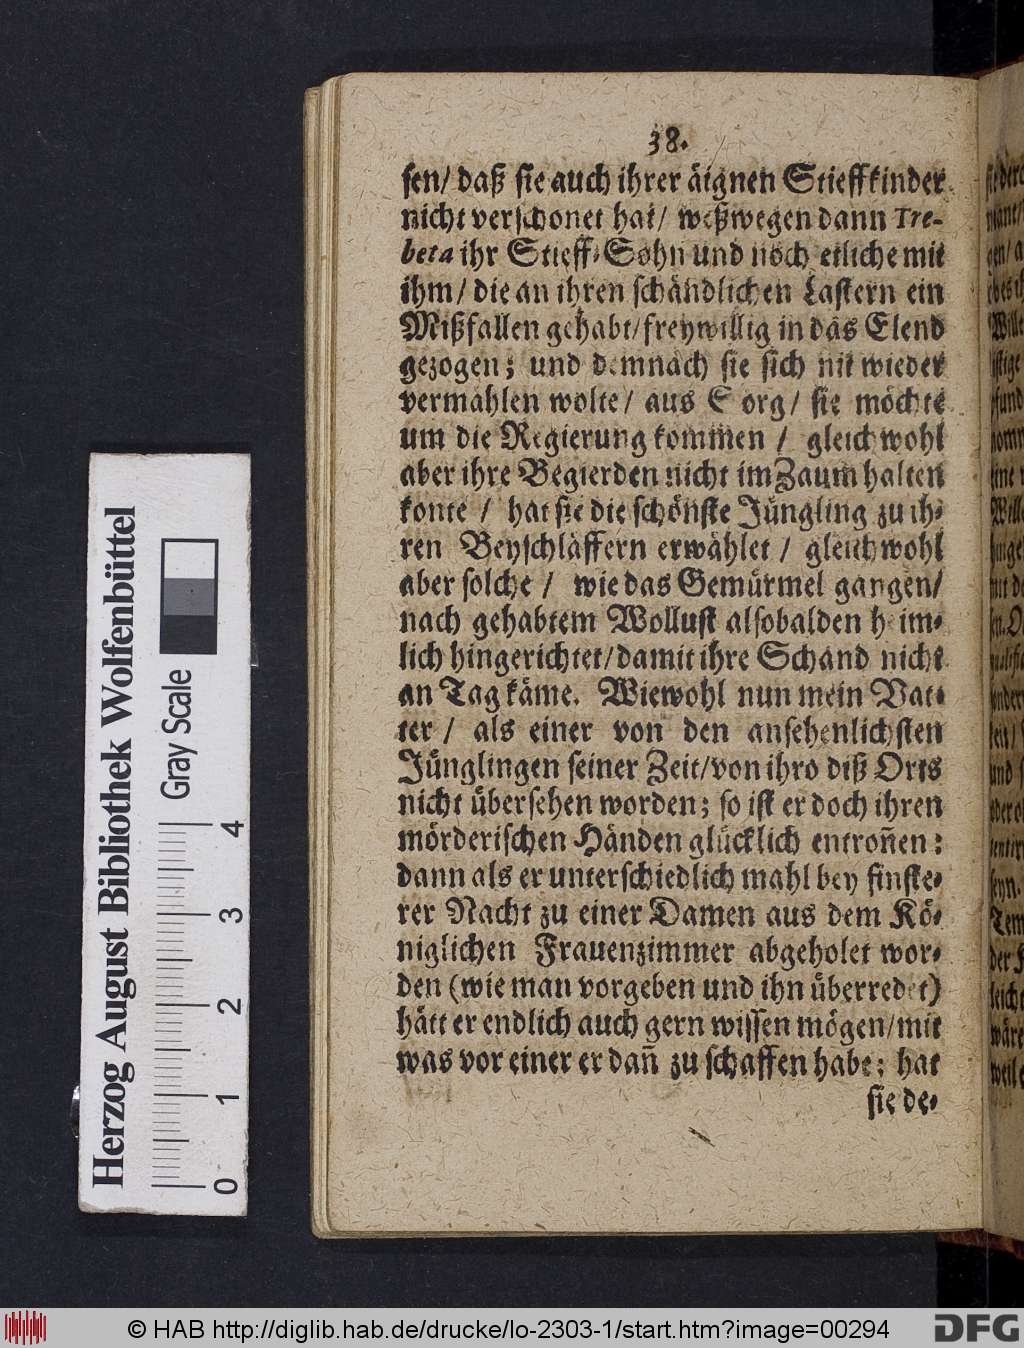 38.
sen/ daß sie auch ihrer äignen Stieffkinder
nicht verschonet hat/ weßwegen dann Tre-
beta ihr Stieff-Sohn und noch etliche mit
ihm/ die an ihren schändlichen Lastern ein
Mißfallen gehabt/ freywillig in das Elend
gezogen; und demnach sie sich nit wieder
vermählen wolte/ aus Sorg/ sie möchte
um die Regierung kommen / gleichwohl
aber ihre Begierden nicht im Zaum halten
konte / hat sie die schönste Jüngling zu ih-
ren Beyschläffern erwählet / gleichwohl
aber solche / wie das Gemürmel gangen/
nach gehabtem Wollust alsobalden heim-
lich hingerichtet/ damit ihre Schand nicht
an Tag käme. Wiewohl nun mein Vat-
ter / als einer von den ansehenlichsten
Jünglingen seiner Zeit/ von ihro diß Orts
nicht übersehen worden; so ist er doch ihren
mörderischen Händen glücklich entroñen:
dann als er unterschiedlich mahl bey finste-
rer Nacht zu einer Damen aus dem Kö-
niglichen Frauenzimmer abgeholet wor-
den (wie man vorgeben und ihn überredet)
hätt er endlich auch gern wissen mögen/ mit
was vor einer er dañ zu schaffen habe; hat
sie de-
Herzog August Bibliothek Wolfenbüttel
Gray Scale
0 1 2 3 4
© HAB http://diglib.hab.de/drucke/lo-2303-1/start.htm?image=00294
DFG